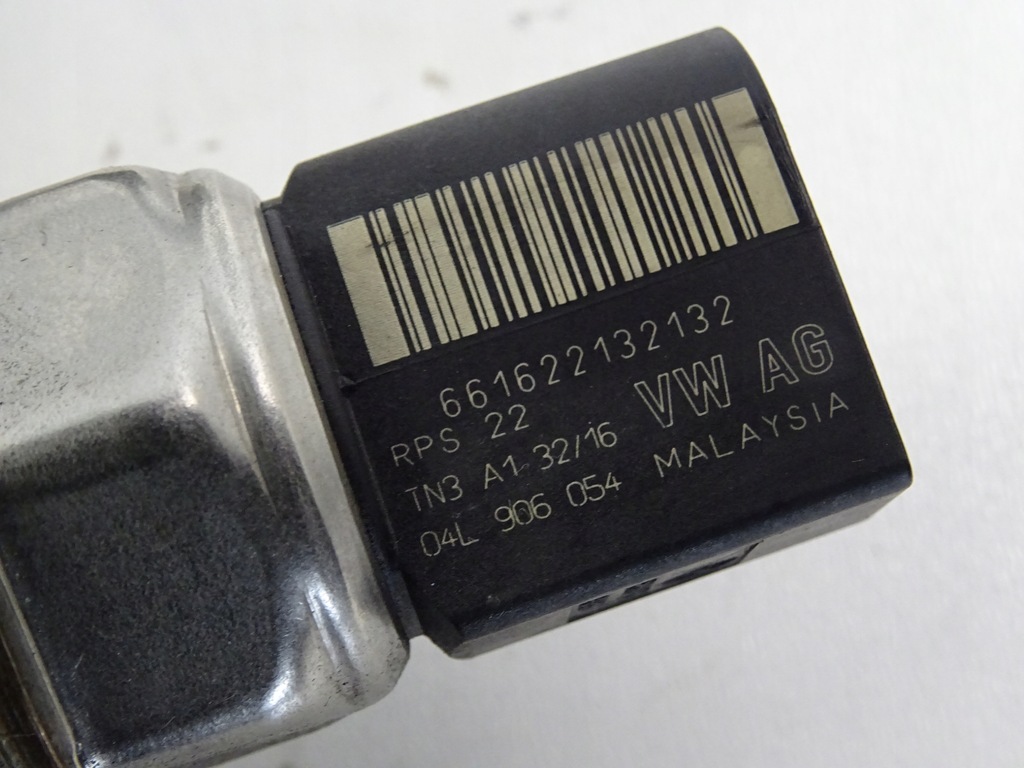 661622132132
RPS 22 VW AG
TN3 A1 32/16
04L 906 054 MALAYSIA